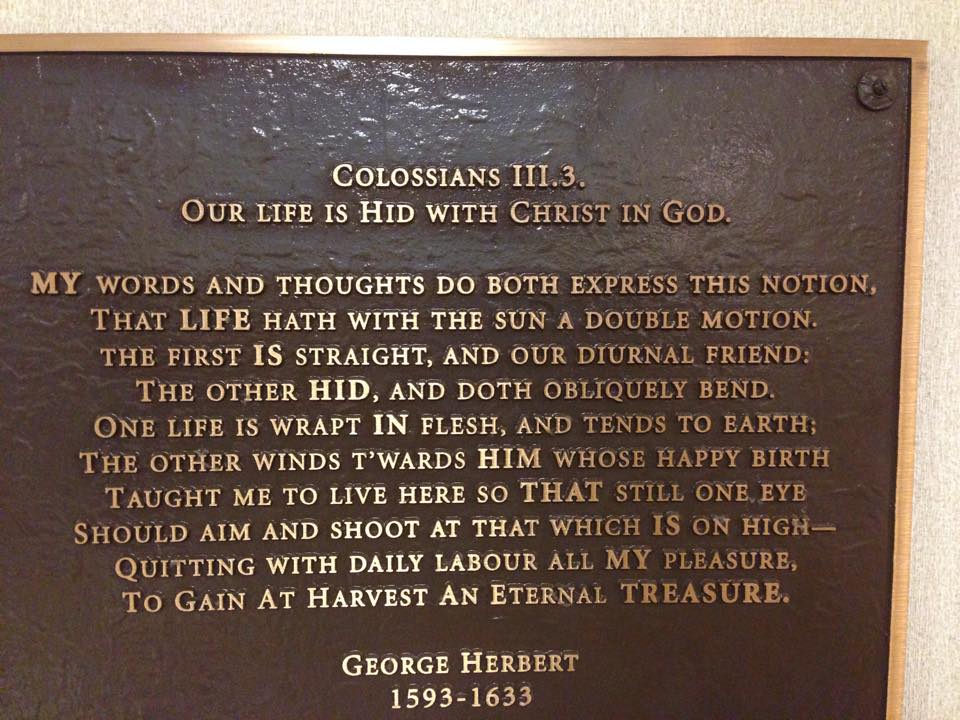 COLOSSIANS III.3.
OUR LIFE IS HID WITH CHRIST IN GOD.
MY WORDS AND THOUGHTS DO BOTH EXPRESS THIS NOTION,
THAT LIFE HATH WITH THE SUN A DOUBLE MOTION.
THE FIRST IS STRAIGHT, AND OUR DIURNAL FRIEND:
THE OTHER HID, AND DOTH OBLIQUELY BEND.
ONE LIFE IS WRAPT IN FLESH, AND TENDS TO EARTH;
THE OTHER WINDS T'WARDS HIM WHOSE HAPPY BIRTH
TAUGHT ME TO LIVE HERE SO THAT STILL ONE EYE
SHOULD AIM AND SHOOT AT THAT WHICH IS ON HIGH—
QUITTING WITH DAILY LABOUR ALL MY PLEASURE,
TO GAIN AT HARVEST AN ETERNAL TREASURE.
GEORGE HERBERT
1593-1633